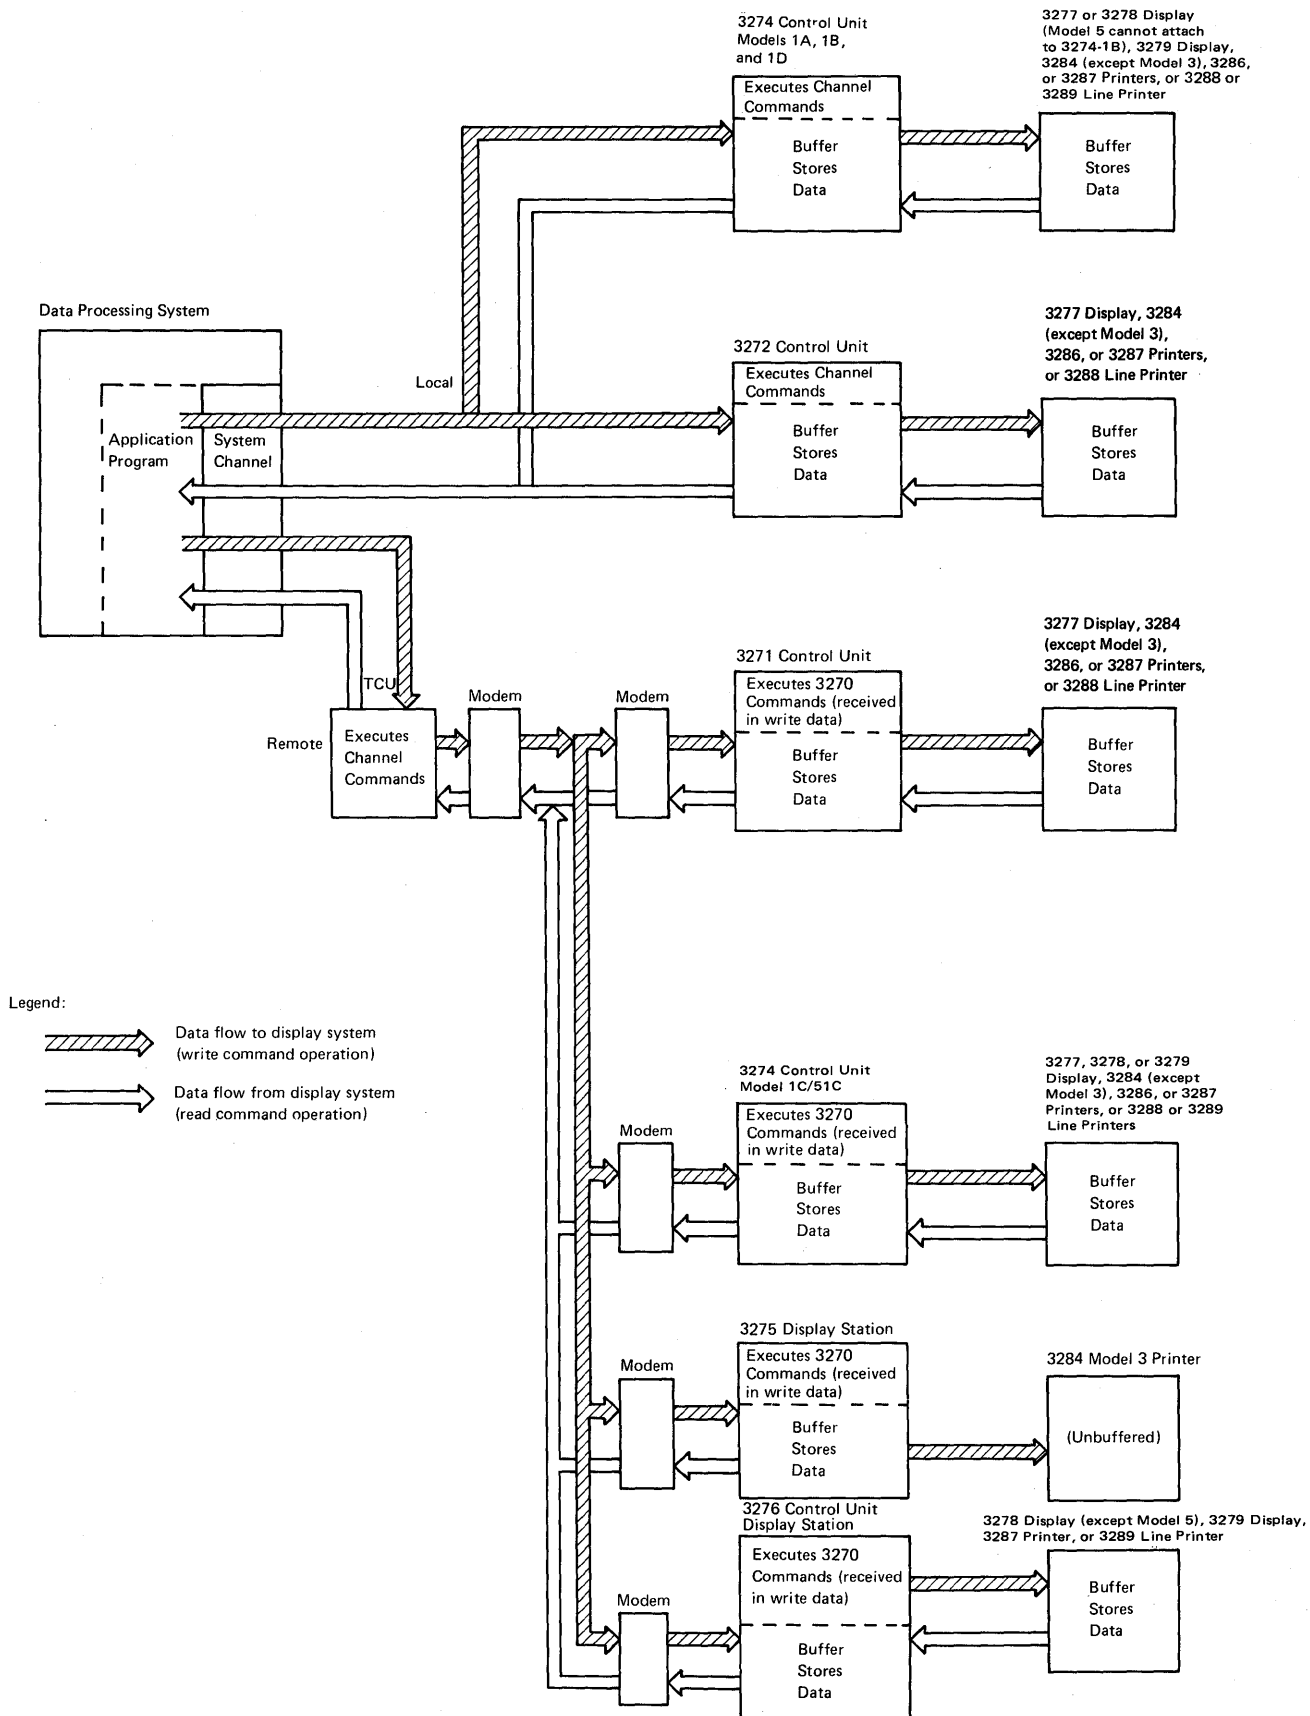 3274 Control Unit
Models 1A, 1B,
and 1D
3277 or 3278 Display
(Model 5 cannot attach
to 3274-1B), 3279 Display,
3284 (except Model 3), 3286,
or 3287 Printers, or 3288 or
3289 Line Printer
Executes Channel
Commands
Buffer
Stores
Data
Buffer
Stores
Data
Data Processing System
Local
Application
Program
System
Channel
3272 Control Unit
Executes Channel
Commands
Buffer
Stores
Data
3277 Display, 3284
(except Model 3),
3286, or 3287 Printers,
or 3288 Line Printer
Buffer
Stores
Data
TCU
Remote
Executes
Channel
Commands
Modem
Modem
3271 Control Unit
Executes 3270
Commands (received
in write data)
Buffer
Stores
Data
3277 Display, 3284
(except Model 3),
3286, or 3287 Printers,
or 3288 Line Printer
Buffer
Stores
Data
Legend:
Data flow to display system
(write command operation)
Data flow from display system
(read command operation)
Modem
3274 Control Unit
Model 1C/51C
Executes 3270
Commands (received
in write data)
Buffer
Stores
Data
3277, 3278, or 3279
Display, 3284 (except
Model 3), 3286, or 3287
Printers, or 3288 or 3289
Line Printers
Buffer
Stores
Data
Modem
3275 Display Station
Executes 3270
Commands (received
in write data)
Buffer
Stores
Data
3284 Model 3 Printer
(Unbuffered)
Modem
3276 Control Unit
Display Station
Executes 3270
Commands (received
in write data)
Buffer
Stores
Data
3278 Display (except Model 5), 3279 Display,
3287 Printer, or 3289 Line Printer
Buffer
Stores
Data